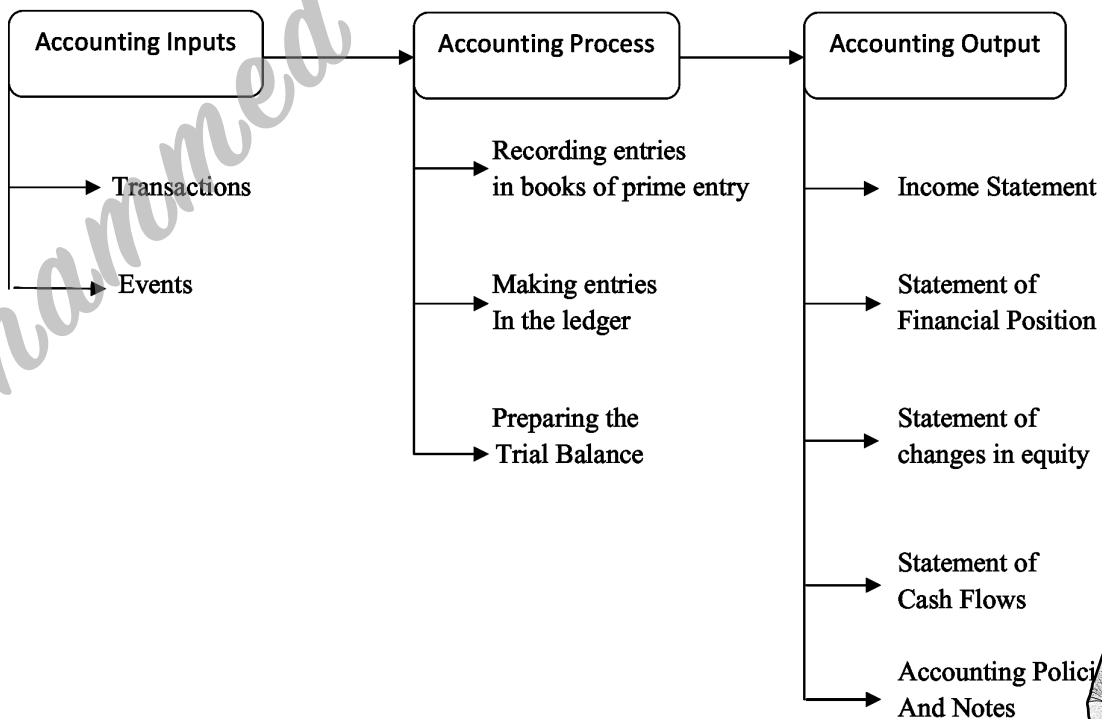 Accounting Inputs
Transactions
Events
Accounting Process
Recording entries
in books of prime entry
Making entries
In the ledger
Preparing the
Trial Balance
Accounting Output
Income Statement
Statement of
Financial Position
Statement of
changes in equity
Statement of
Cash Flows
Accounting
And Notes